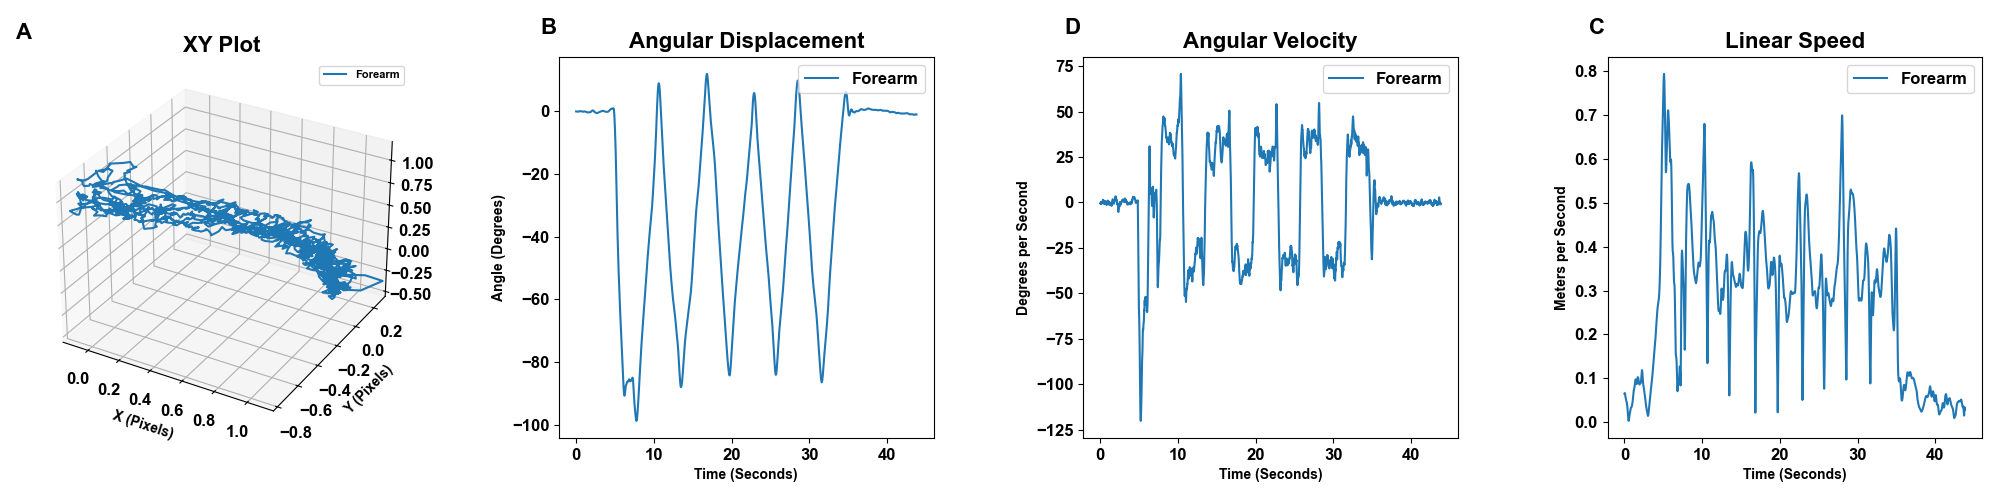 A
XY Plot
Forearm
1.00
0.75
0.50
0.25
0.00
−0.25
−0.50
0.2
0.0
−0.2
−0.4
−0.6
−0.8
Y (Pixels)
0.0
0.2
0.4
0.6
0.8
1.0
X (Pixels)
B
Angular Displacement
Forearm
0
−20
−40
−60
−80
−100
Angle (Degrees)
0 10 20 30 40
Time (Seconds)
D
Angular Velocity
Forearm
75
50
25
0
−25
−50
−75
−100
−125
Degrees per Second
0 10 20 30 40
Time (Seconds)
C
Linear Speed
Forearm
0.8
0.7
0.6
0.5
0.4
0.3
0.2
0.1
0.0
Meters per Second
0 10 20 30 40
Time (Seconds)